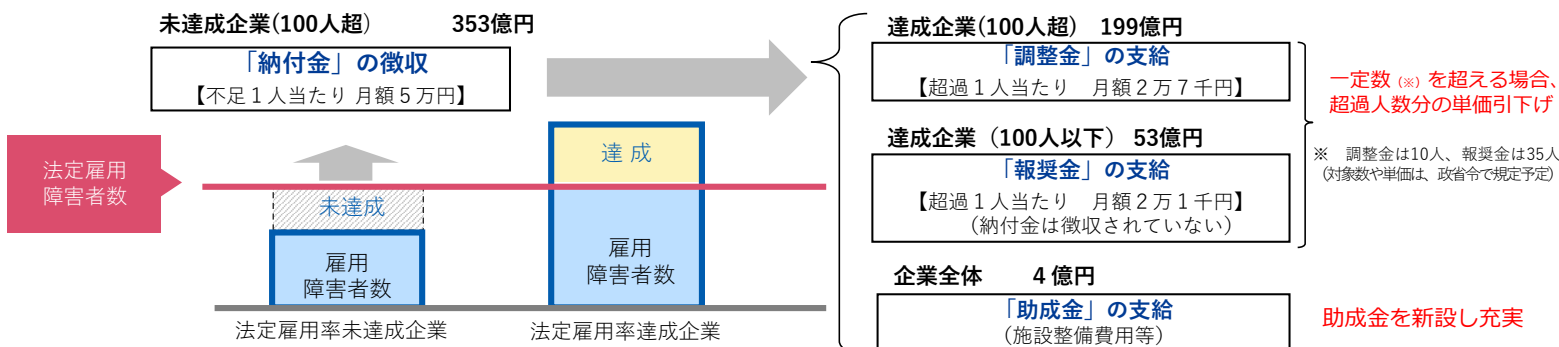 未達成企業(100人超)　353億円
「納付金」の徴収
【不足１人当たり 月額５万円】
法定雇用
障害者数
未達成
雇用
障害者数
法定雇用率未達成企業
達 成
雇用
障害者数
法定雇用率達成企業
達成企業(100人超)　199億円
「調整金」の支給
【超過１人当たり　月額２万７千円】
達成企業（100人以下）53億円
「報奨金」の支給
【超過１人当たり　月額２万１千円】
（納付金は徴収されていない）
企業全体　４億円
「助成金」の支給
（施設整備費用等）
一定数（※）を超える場合、
超過人数分の単価引下げ
※　調整金は10人、報奨金は35人
（対象数や単価は、政省令で規定予定）
助成金を新設し充実